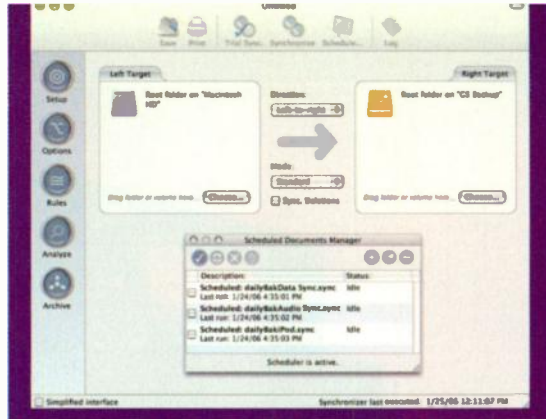 Untitled
Save Print Trial Sync. Synchronize Schedule... Log
Left Target
Right Target
Root folder on "Macintosh
HD"
Direction:
Left-to-right
Root folder on "G5 Backup"
Mode:
Standard
Sync. Deletions
Drag folder or volume here... Choose...
Drag folder or volume here... Choose...
Setup
Options
Rules
Analyze
Archive
Scheduled Documents Manager
Description: Status:
Scheduled: dailyBakData Sync.sync Idle
Last run: 1/24/06 4:35:01 PM
Scheduled: dailyBakAudio Sync.sync Idle
Last run: 1/24/06 4:35:02 PM
Scheduled: dailyBakiPod.sync Idle
Last run: 1/24/06 4:35:03 PM
Scheduler is active.
Simplified interface
Synchronizer last executed: 1/25/06 12:11:07 PM